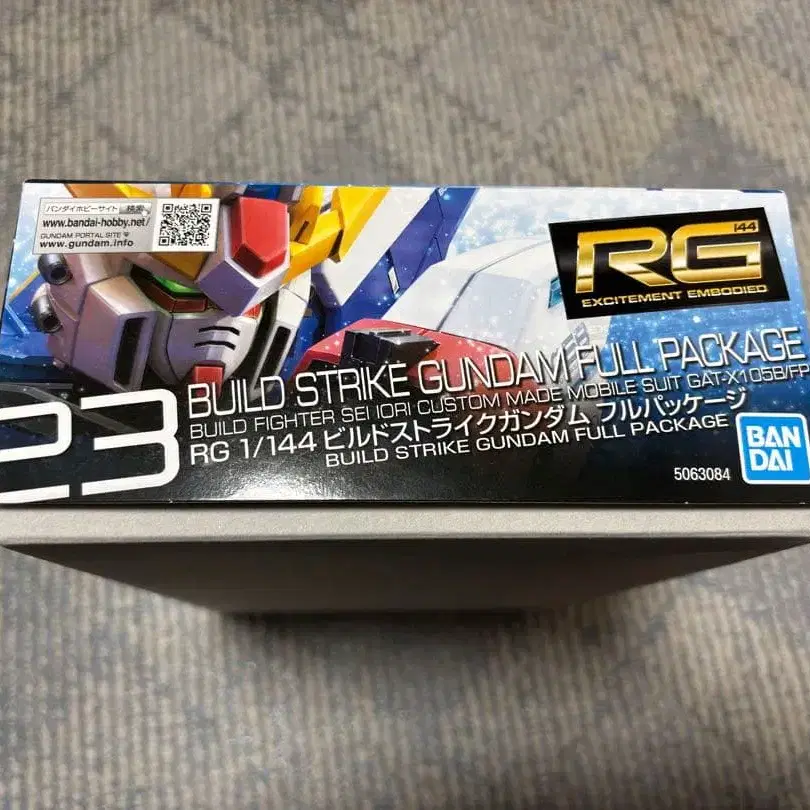 バンダイホビーサイト 検索
www.bandai-hobby.net/
GUNDAM PORTAL SITE
www.gundam.info
144
RG
EXCITEMENT EMBODIED
23
BUILD STRIKE GUNDAM FULL PACKAGE
BUILD FIGHTER SEI IORI CUSTOM MADE MOBILE SUIT GAT-X105B/FP
RG 1/144 ビルドストライクガンダム フルパッケージ
BUILD STRIKE GUNDAM FULL PACKAGE
BAN
DAI
5063084